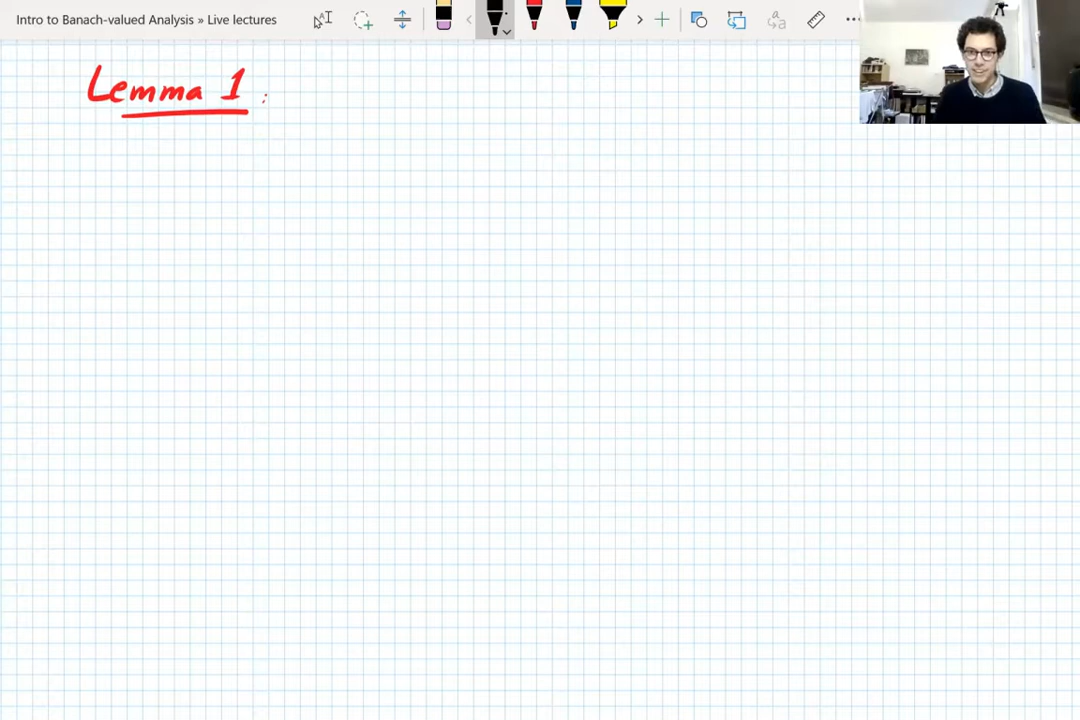 Intro to Banach-valued Analysis » Live lectures
Lemma 1 :